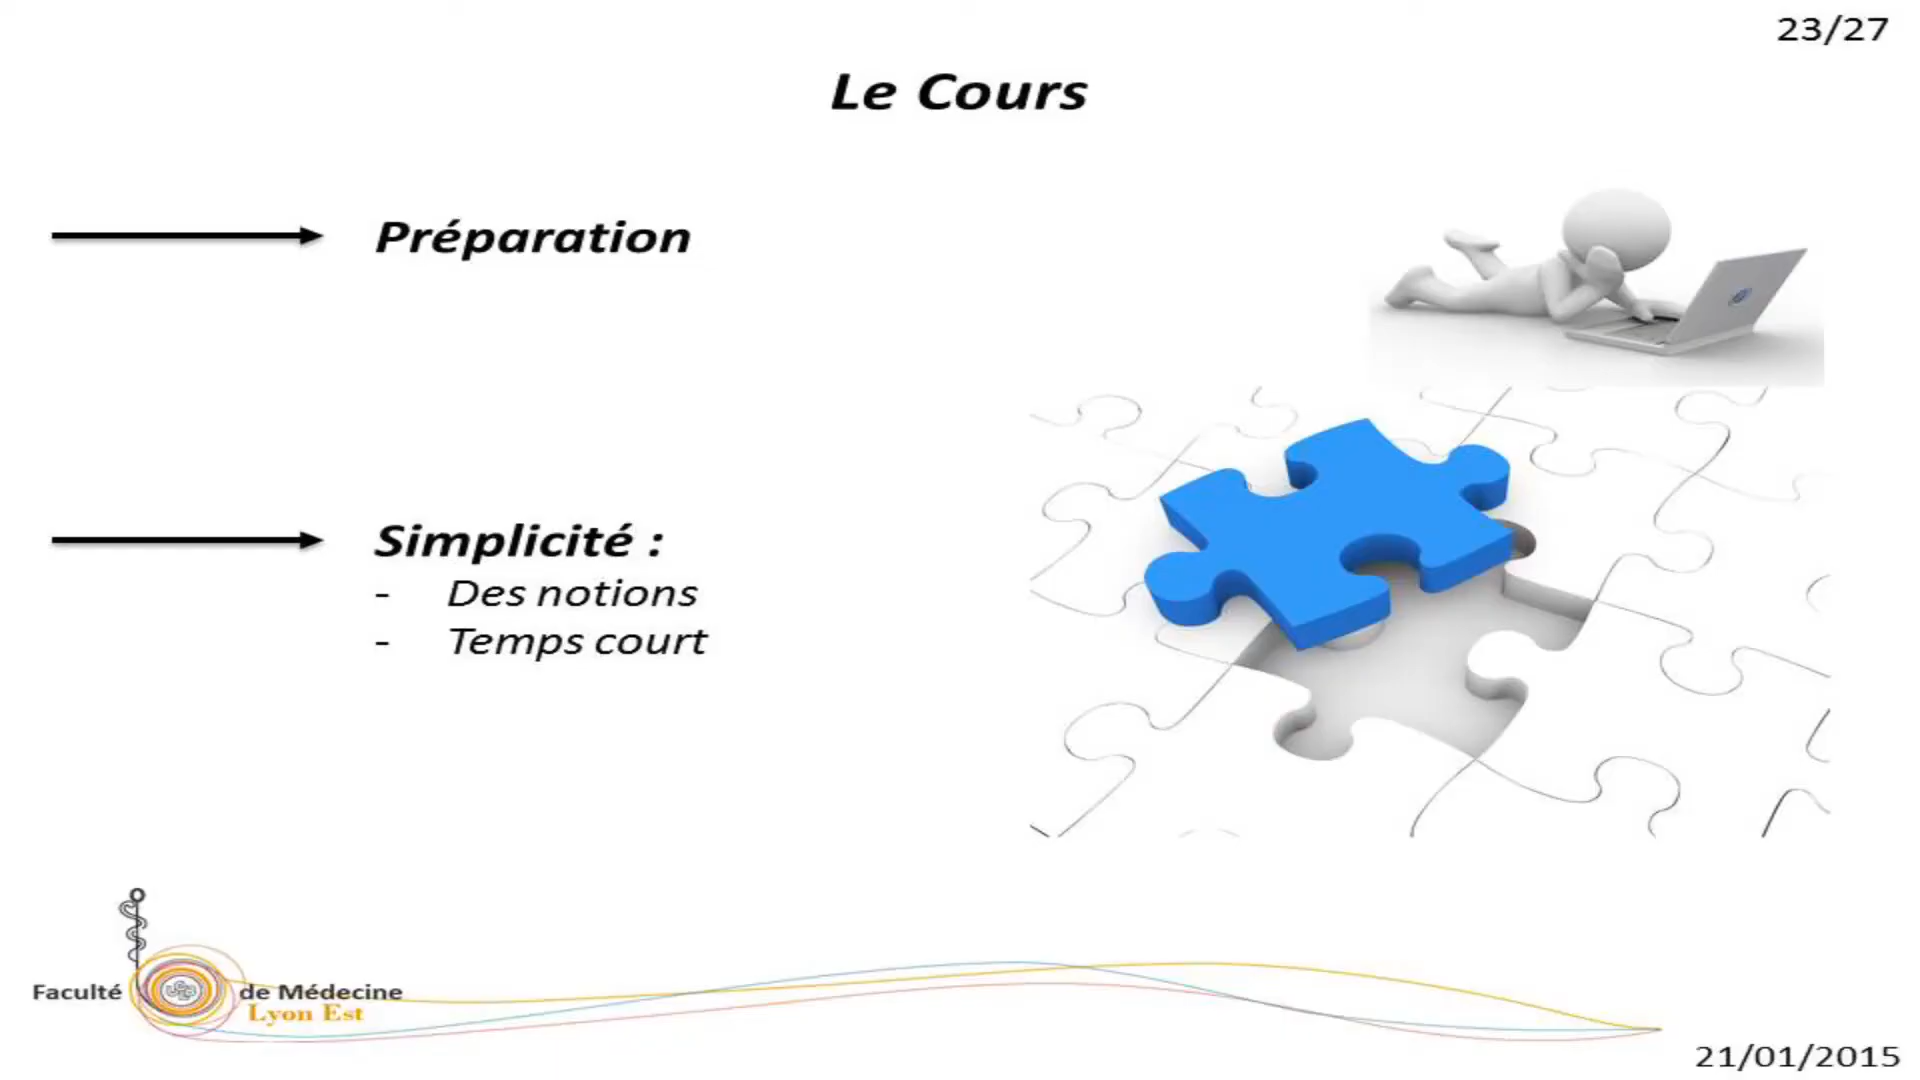 23/27
Le Cours
Préparation
Simplicité :
- Des notions
- Temps court
Faculté de Médecine
Lyon Est
21/01/2015